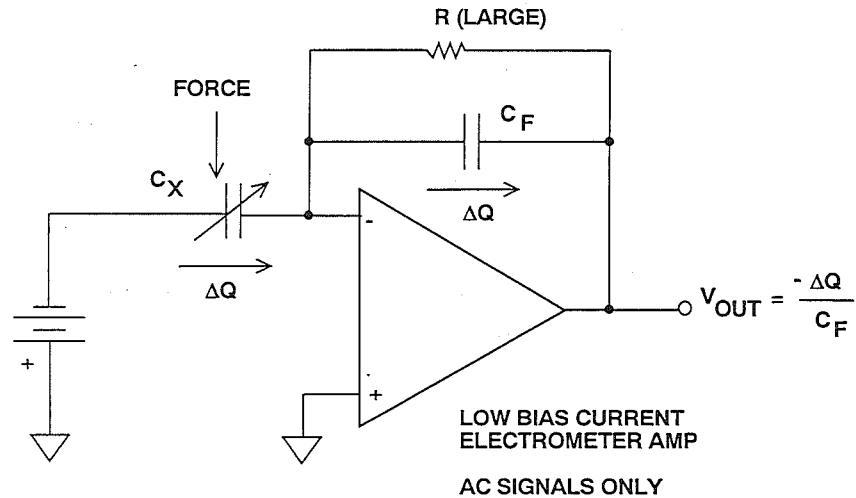 R (LARGE)
FORCE
C F
C X
ΔQ
ΔQ
-
+
+
V OUT = - ΔQ / C F
LOW BIAS CURRENT
ELECTROMETER AMP
AC SIGNALS ONLY